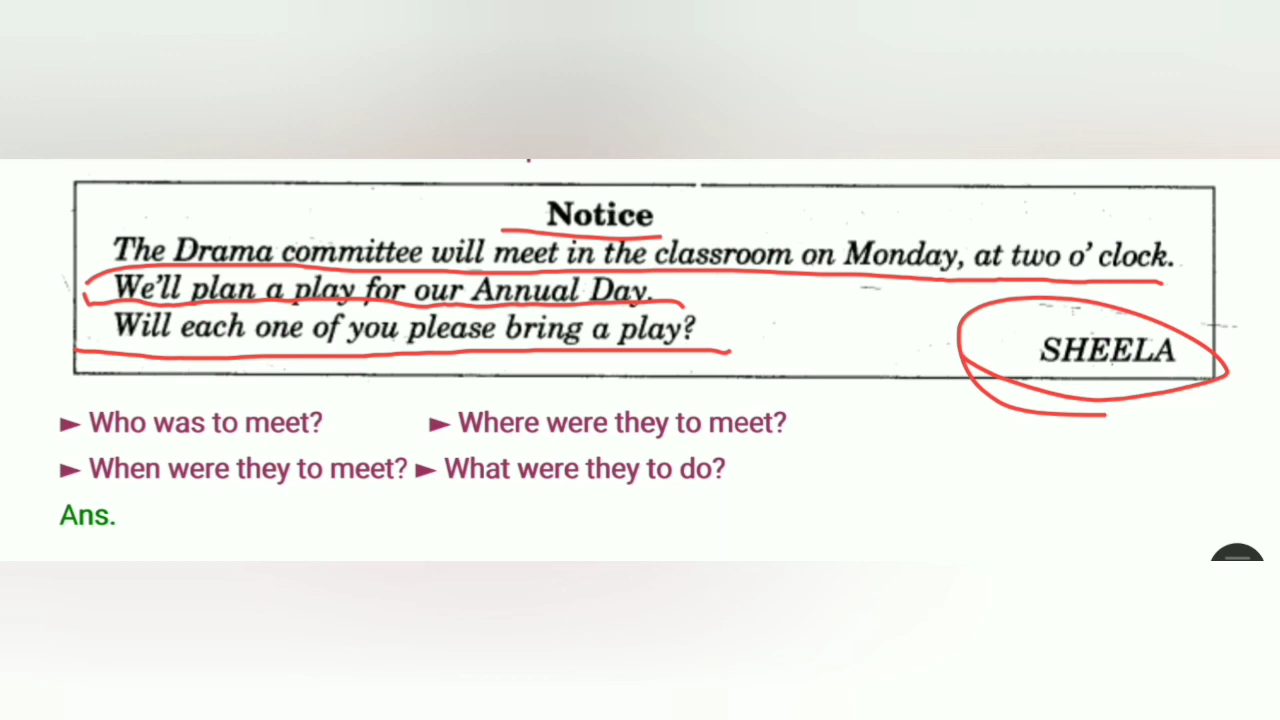 Notice
The Drama committee will meet in the classroom on Monday, at two o' clock.
We'll plan a play for our Annual Day.
Will each one of you please bring a play?
SHEELA
► Who was to meet? ► Where were they to meet?
► When were they to meet? ► What were they to do?
Ans.